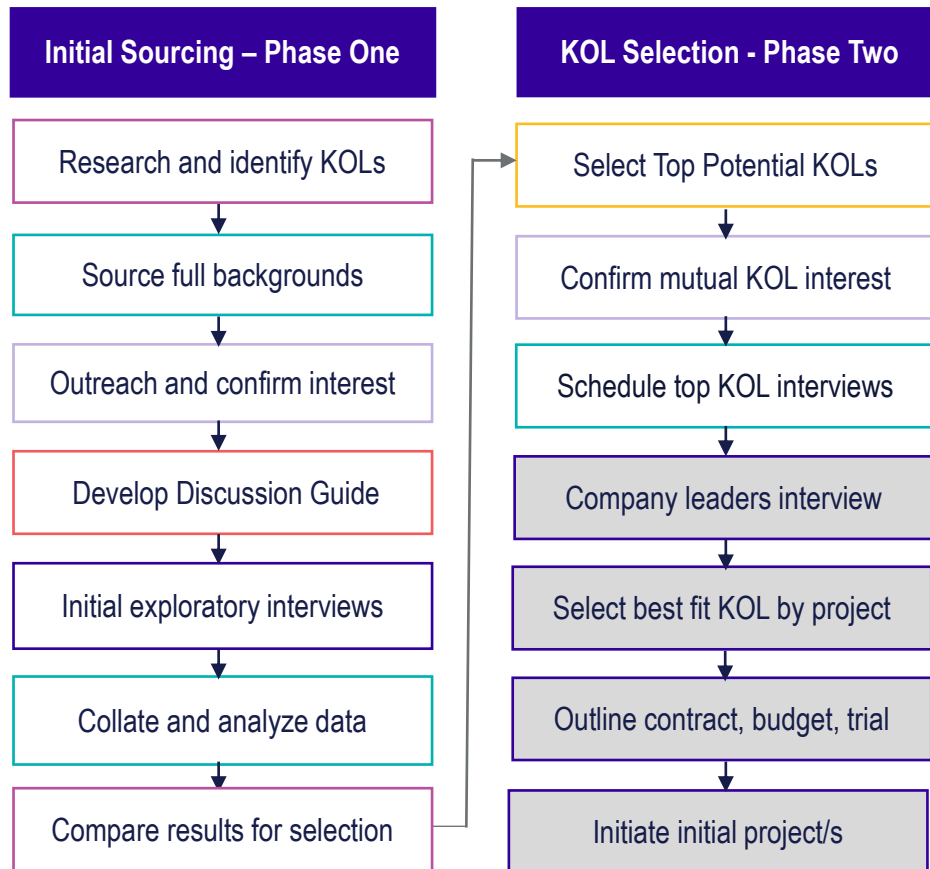 Initial Sourcing – Phase One
Research and identify KOLs
Source full backgrounds
Outreach and confirm interest
Develop Discussion Guide
Initial exploratory interviews
Collate and analyze data
Compare results for selection
KOL Selection - Phase Two
Select Top Potential KOLs
Confirm mutual KOL interest
Schedule top KOL interviews
Company leaders interview
Select best fit KOL by project
Outline contract, budget, trial
Initiate initial project/s